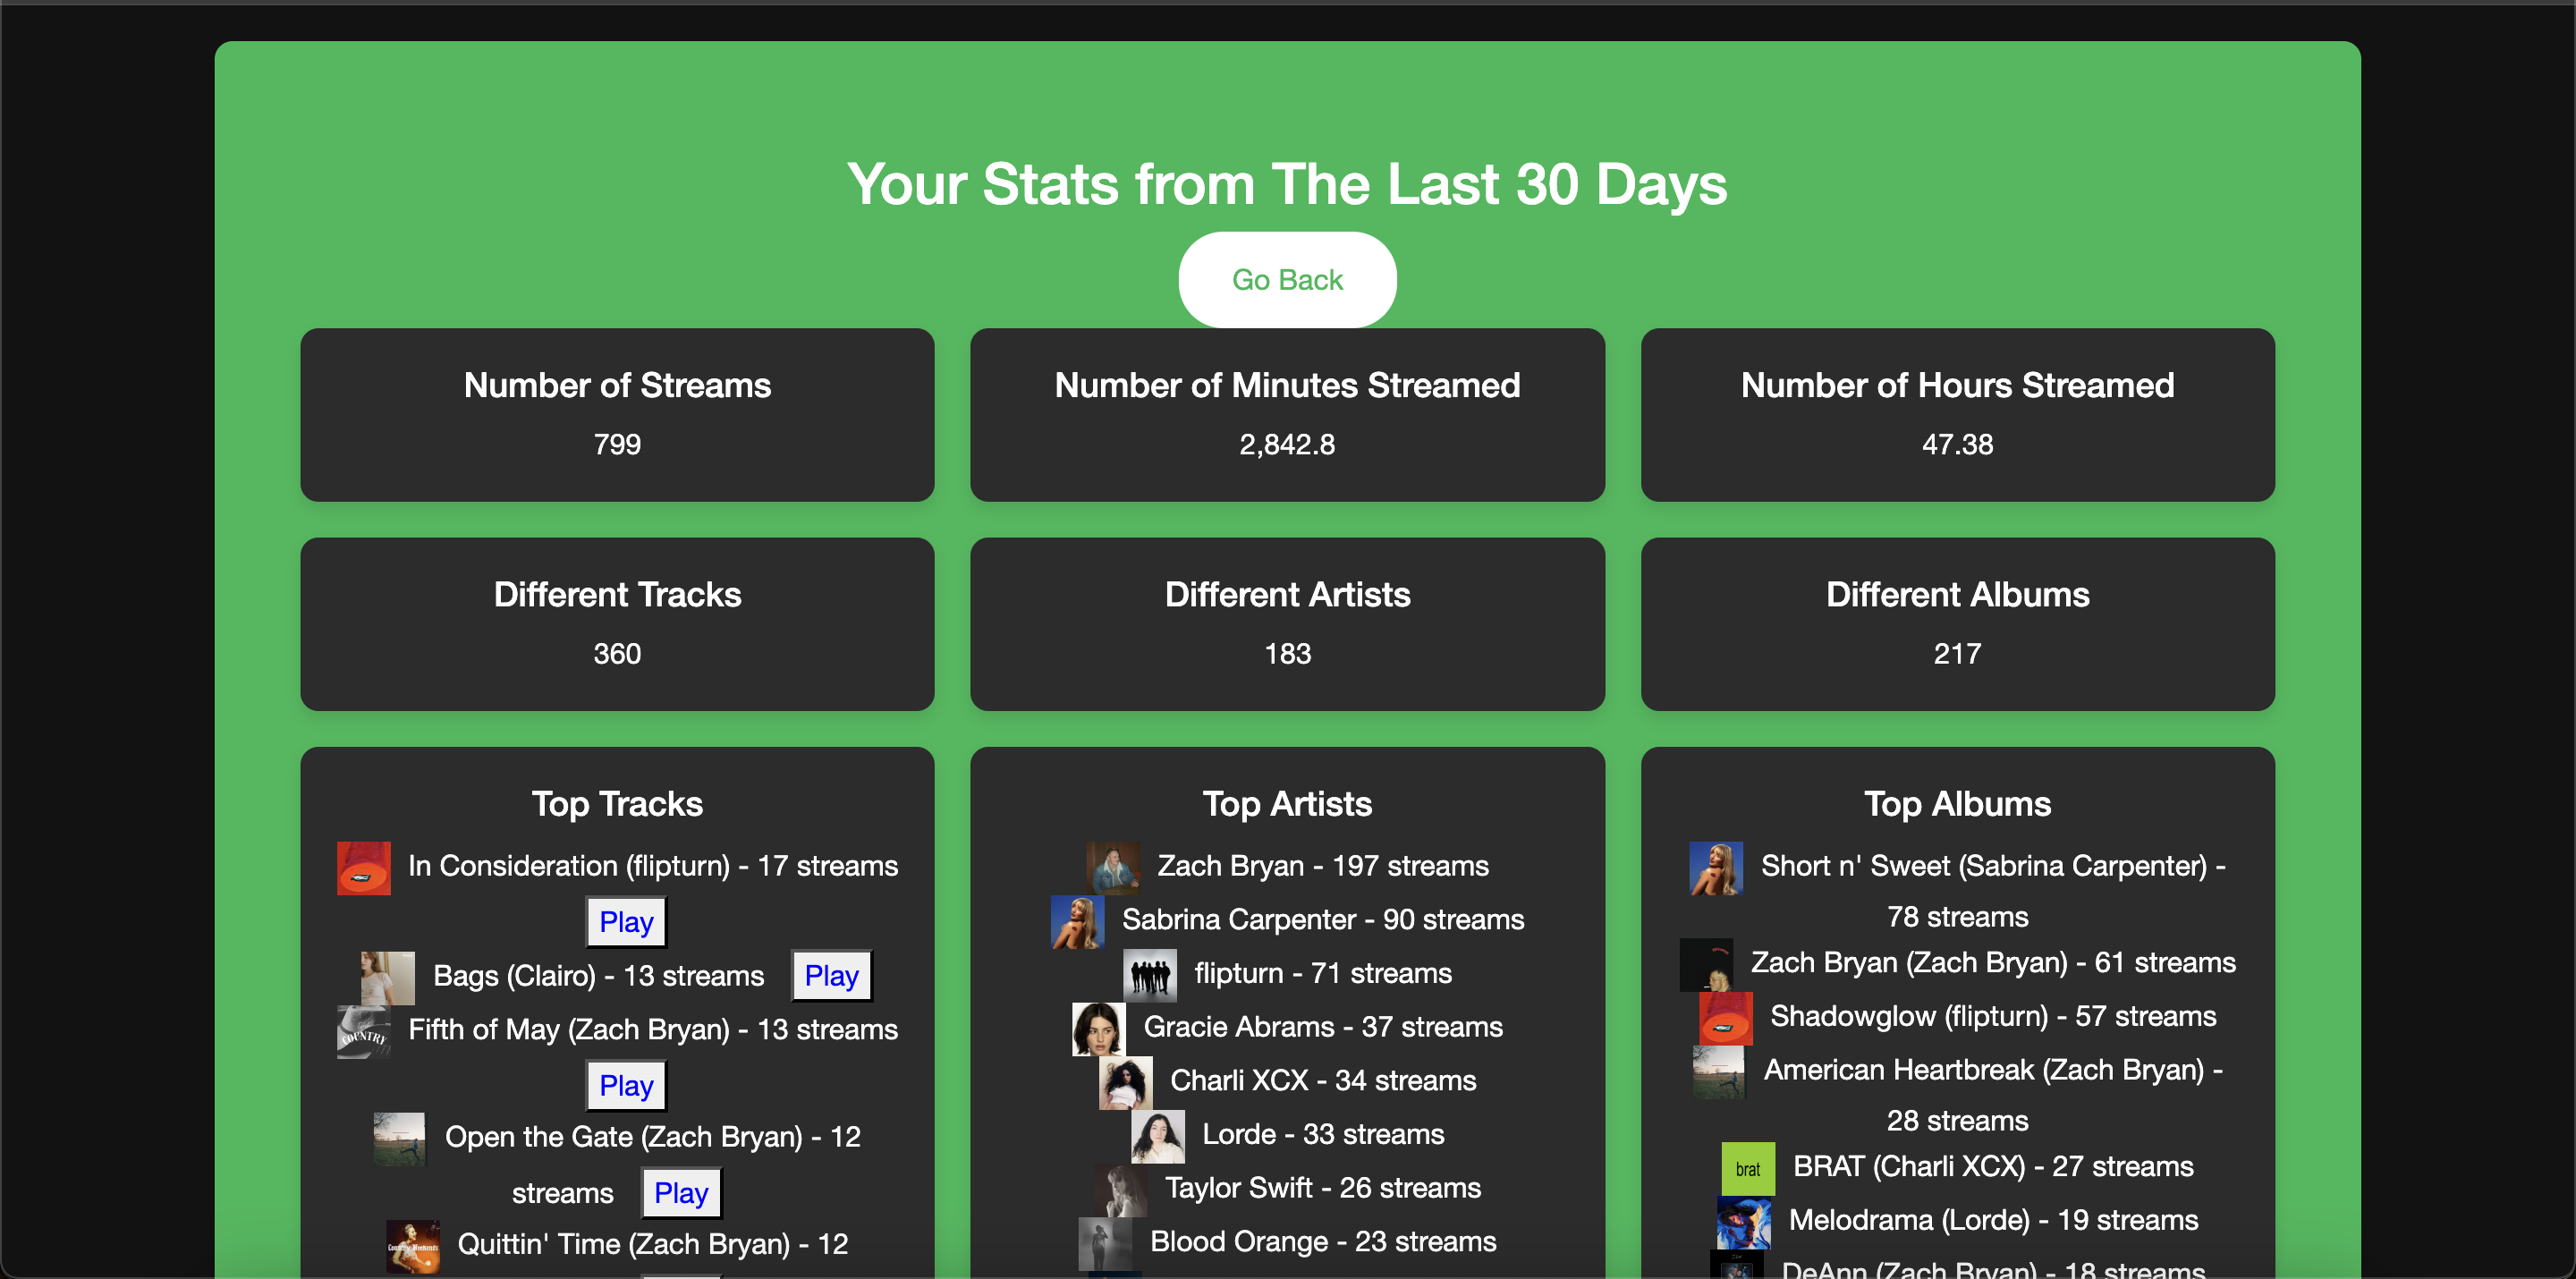 Your Stats from The Last 30 Days
Go Back
Number of Streams
799
Number of Minutes Streamed
2,842.8
Number of Hours Streamed
47.38
Different Tracks
360
Different Artists
183
Different Albums
217
Top Tracks
In Consideration (flipturn) - 17 streams
Play
Bags (Clairo) - 13 streams Play
COUNTRY
Fifth of May (Zach Bryan) - 13 streams
Play
Open the Gate (Zach Bryan) - 12
streams Play
Quittin' Time (Zach Bryan) - 12
Top Artists
Zach Bryan - 197 streams
Sabrina Carpenter - 90 streams
flipturn - 71 streams
Gracie Abrams - 37 streams
Charli XCX - 34 streams
Lorde - 33 streams
Taylor Swift - 26 streams
Blood Orange - 23 streams
Top Albums
Short n' Sweet (Sabrina Carpenter) -
78 streams
Zach Bryan (Zach Bryan) - 61 streams
Shadowglow (flipturn) - 57 streams
American Heartbreak (Zach Bryan) -
28 streams
brat
BRAT (Charli XCX) - 27 streams
Melodrama (Lorde) - 19 streams
DeAnn (Zach Bryan) - 18 streams